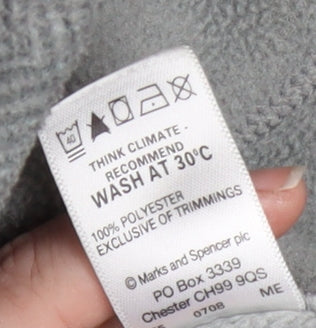 40
THINK CLIMATE -
RECOMMEND
WASH AT 30°C
100% POLYESTER
EXCLUSIVE OF TRIMMINGS
© Marks and Spencer plc
PO Box 3339
Chester CH99 9QS
0708 ME